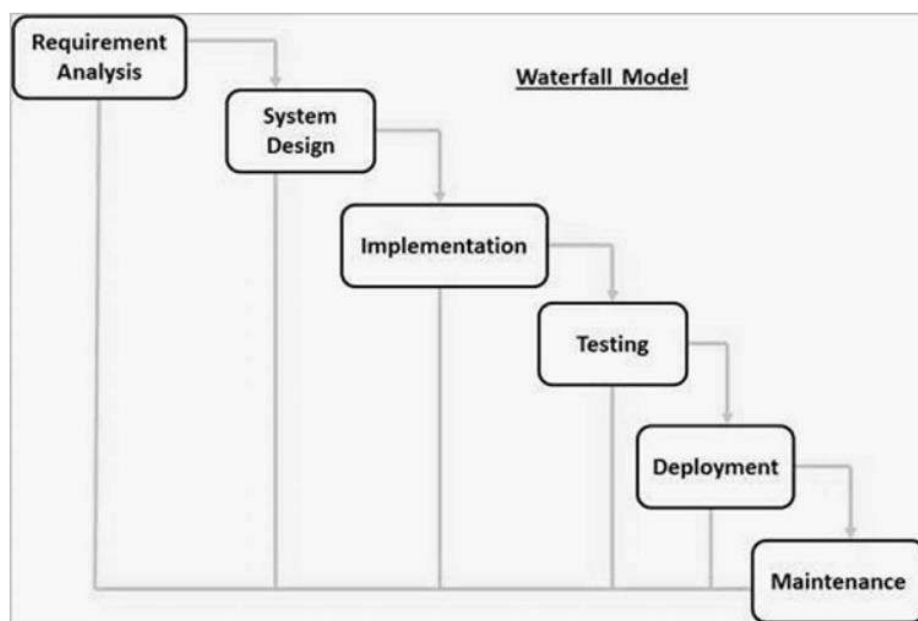 Requirement
Analysis
Waterfall Model
System
Design
Implementation
Testing
Deployment
Maintenance